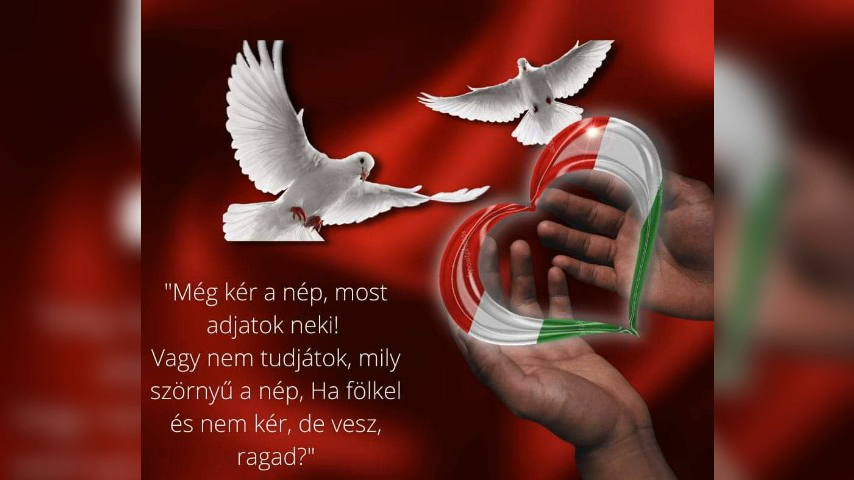 "Még kér a nép, most
adjatok neki!
Vagy nem tudjátok, mily
szörnyű a nép, Ha fölkel
és nem kér, de vesz,
ragad?"